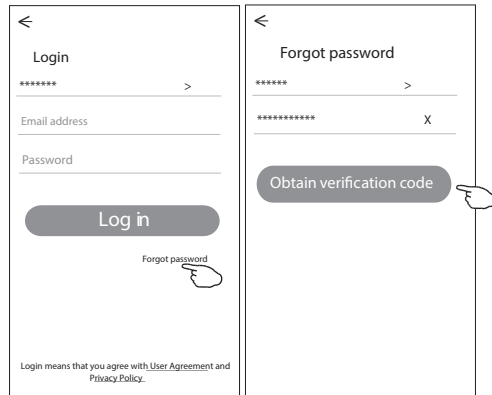 Login
******* >
Email address
Password
Log in
Forgot password
Login means that you agree with User Agreement and
Privacy Policy
Forgot password
****** >
*********** X
Obtain verification code